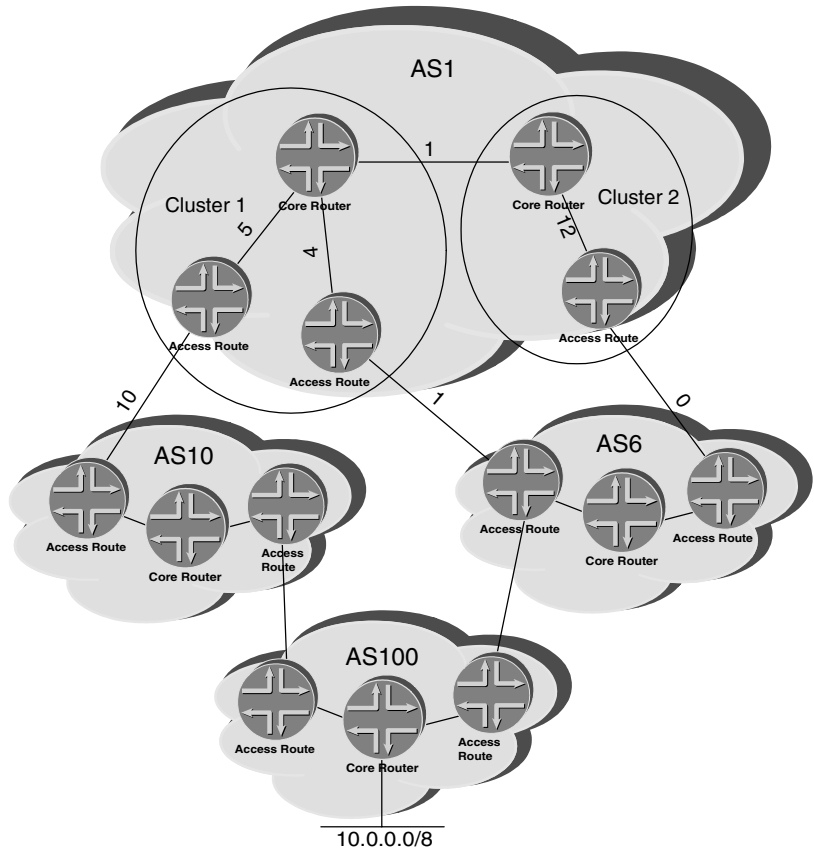 AS1
1
Cluster 1
Core Router
Core Router
Cluster 2
5
4
12
Access Route
Access Route
Access Route
10
1
0
AS10
AS6
Access Route
Core Router
Access
Route
Access Route
Core Router
Access Route
AS100
Access Route
Core Router
Access
Route
10.0.0.0/8